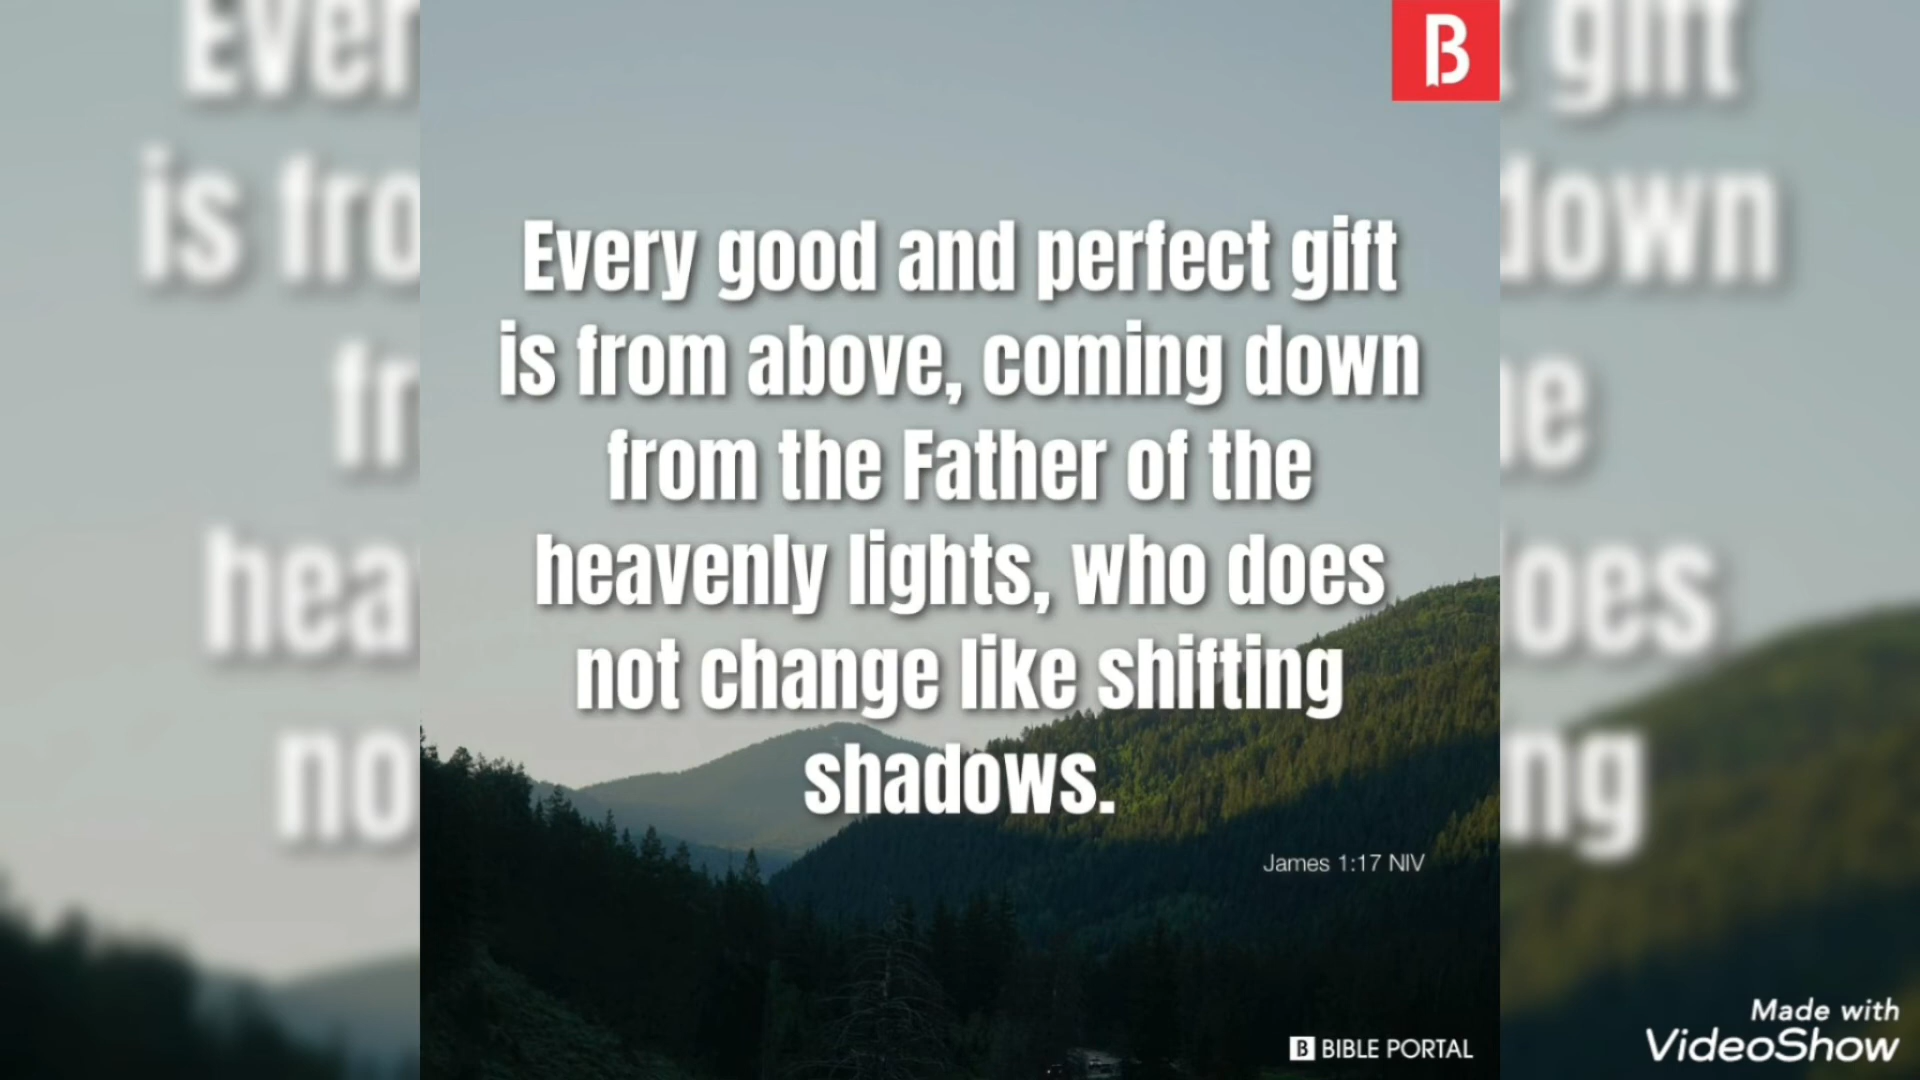 B
Every good and perfect gift
is from above, coming down
from the Father of the
heavenly lights, who does
not change like shifting
shadows.
James 1:17 NIV
B BIBLE PORTAL
Made with
VideoShow